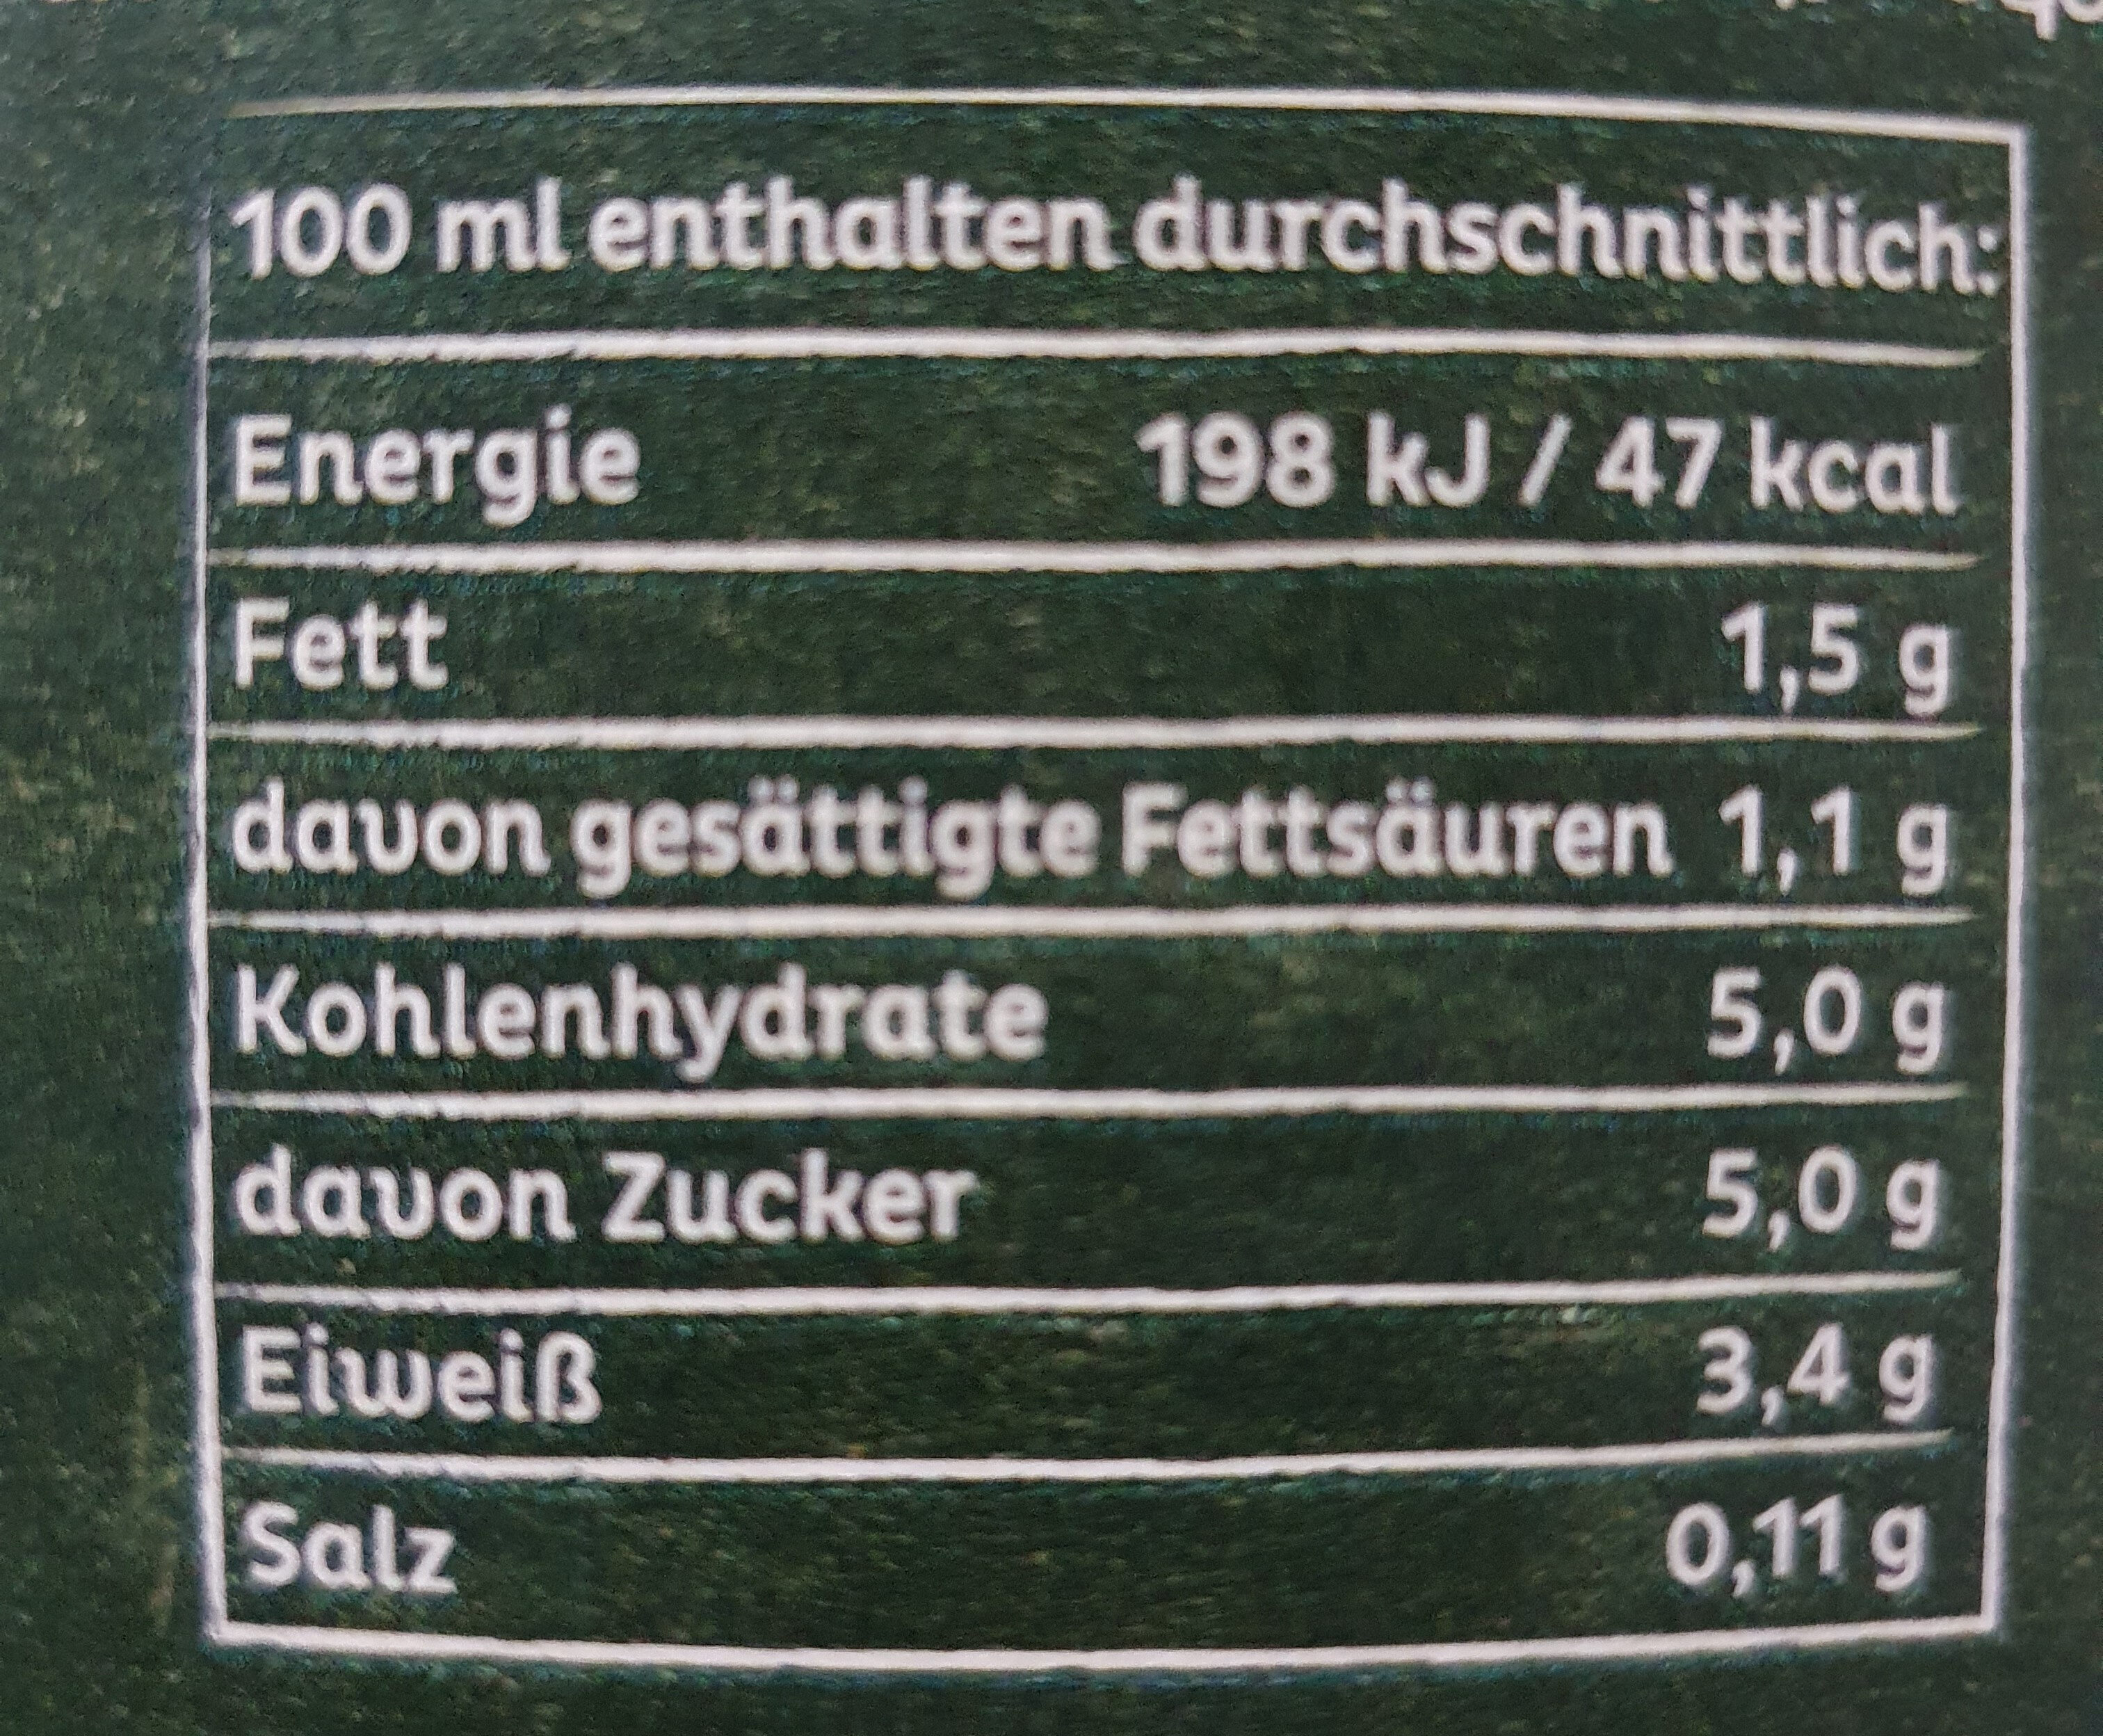 100 ml enthalten durchschnittlich:
Energie 198 kJ / 47 kcal
Fett 1,5 g
davon gesättigte Fettsäuren 1,1 g
Kohlenhydrate 5,0 g
davon Zucker 5,0 g
Eiweiß 3,4 g
Salz 0,11 g